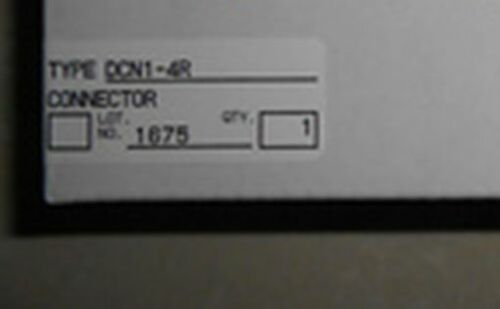 TYPE DCN1-4R
CONNECTOR
LOT. NO. 1675 QTY. 1